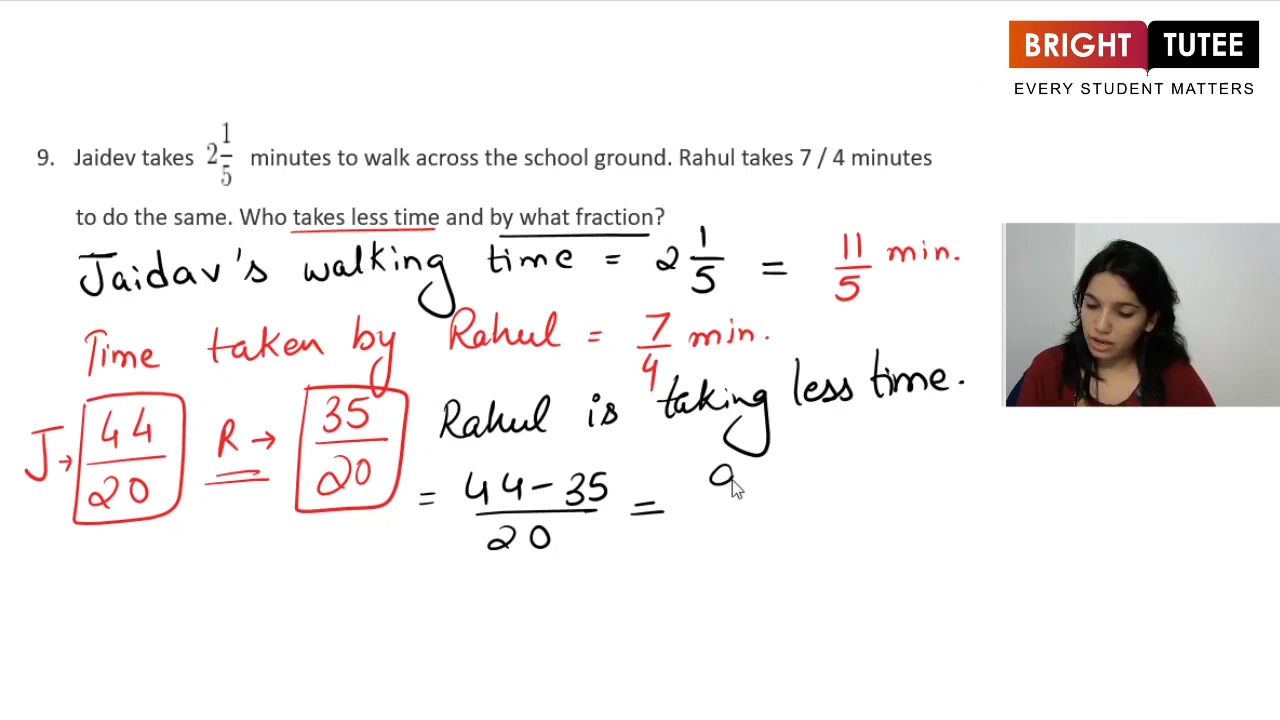 BRIGHT TUTEE
EVERY STUDENT MATTERS
9. Jaidev takes 2 1/5 minutes to walk across the school ground. Rahul takes 7 / 4 minutes
to do the same. Who takes less time and by what fraction?
Jaidav's walking time = 2 1/5 = 11/5 min.
Time taken by Rahul = 7/4 min.
Rahul is taking less time.
J→ 44/20 R→ 35/20
= 44-35/20 = 9